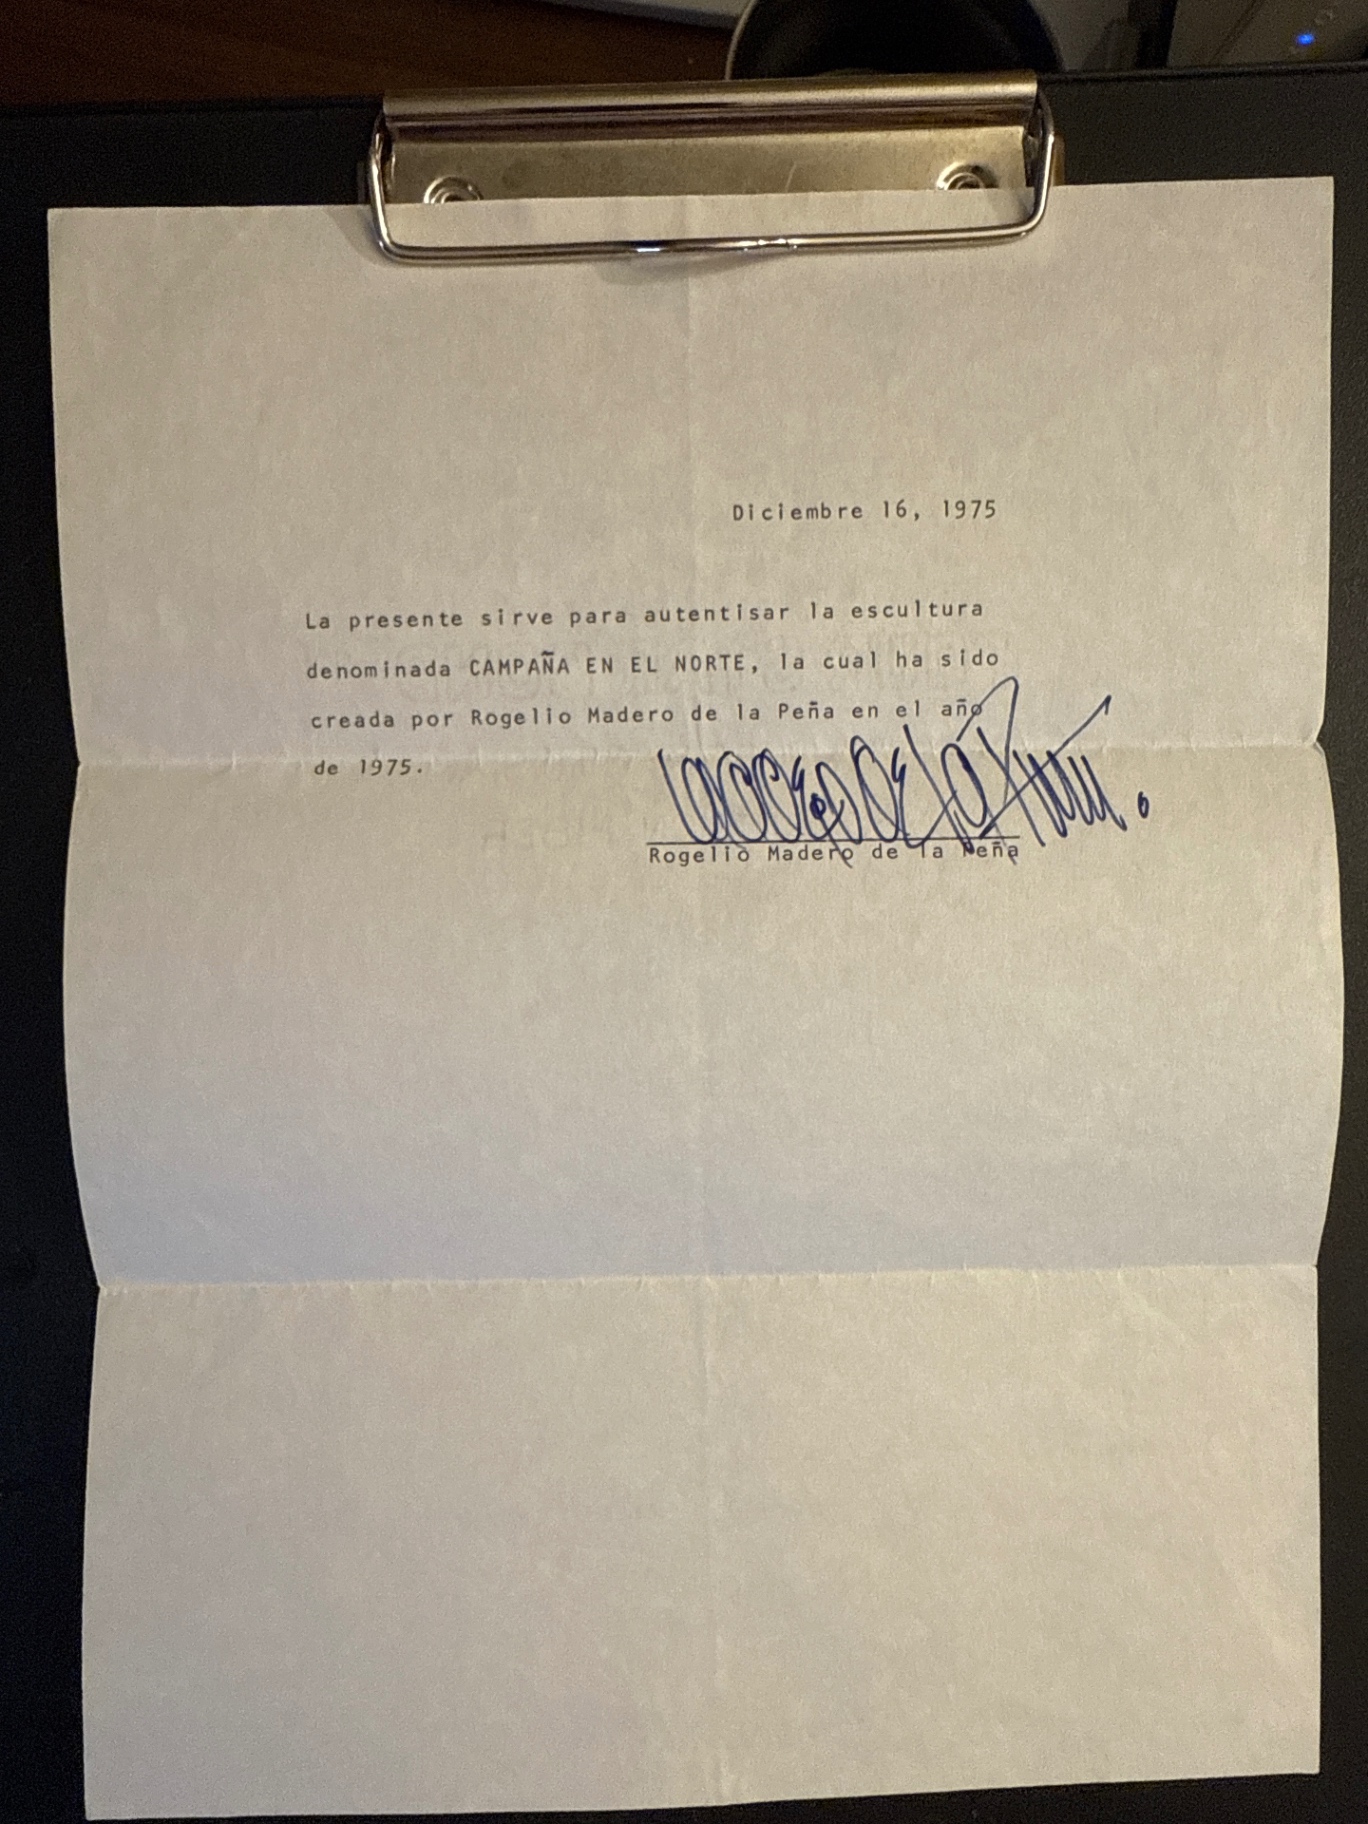 Diciembre 16, 1975
La presente sirve para autentisar la escultura
denominada CAMPAÑA EN EL NORTE, la cual ha sido
creada por Rogelio Madero de la Peña en el año
de 1975.
Rogelio Madero de la Peña